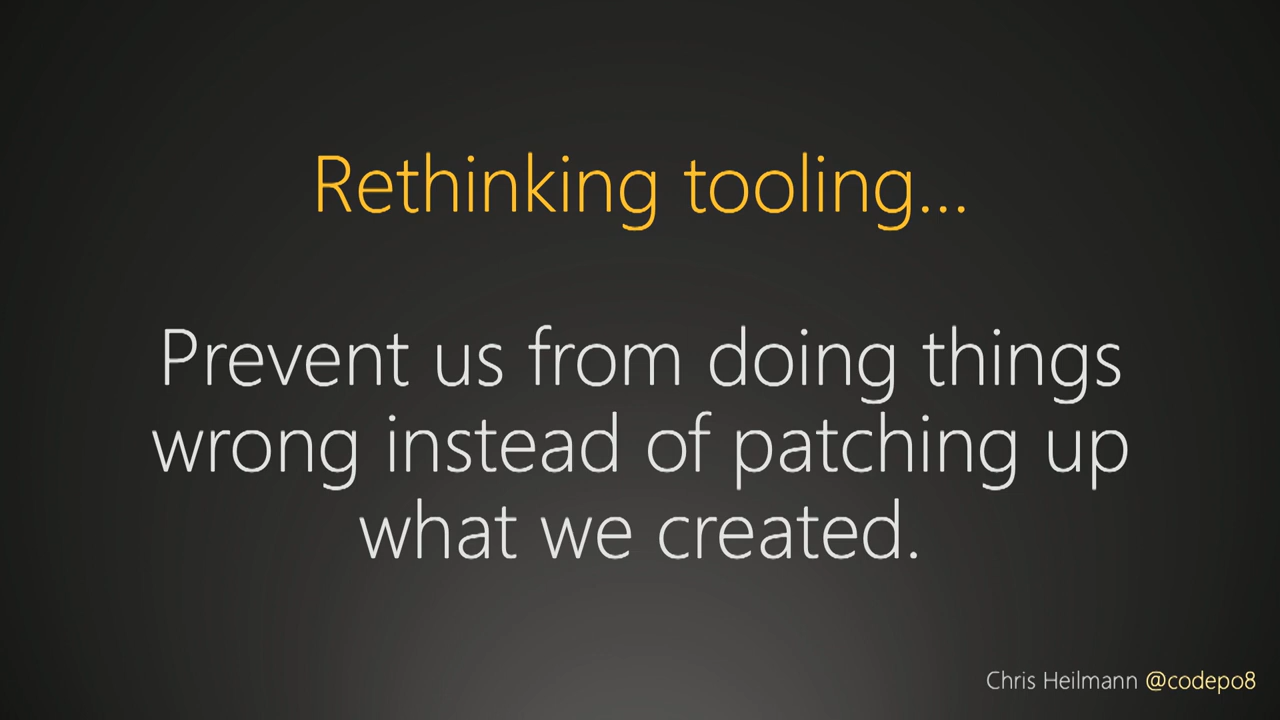 Rethinking tooling...
Prevent us from doing things
wrong instead of patching up
what we created.
Chris Heilmann @codepo8